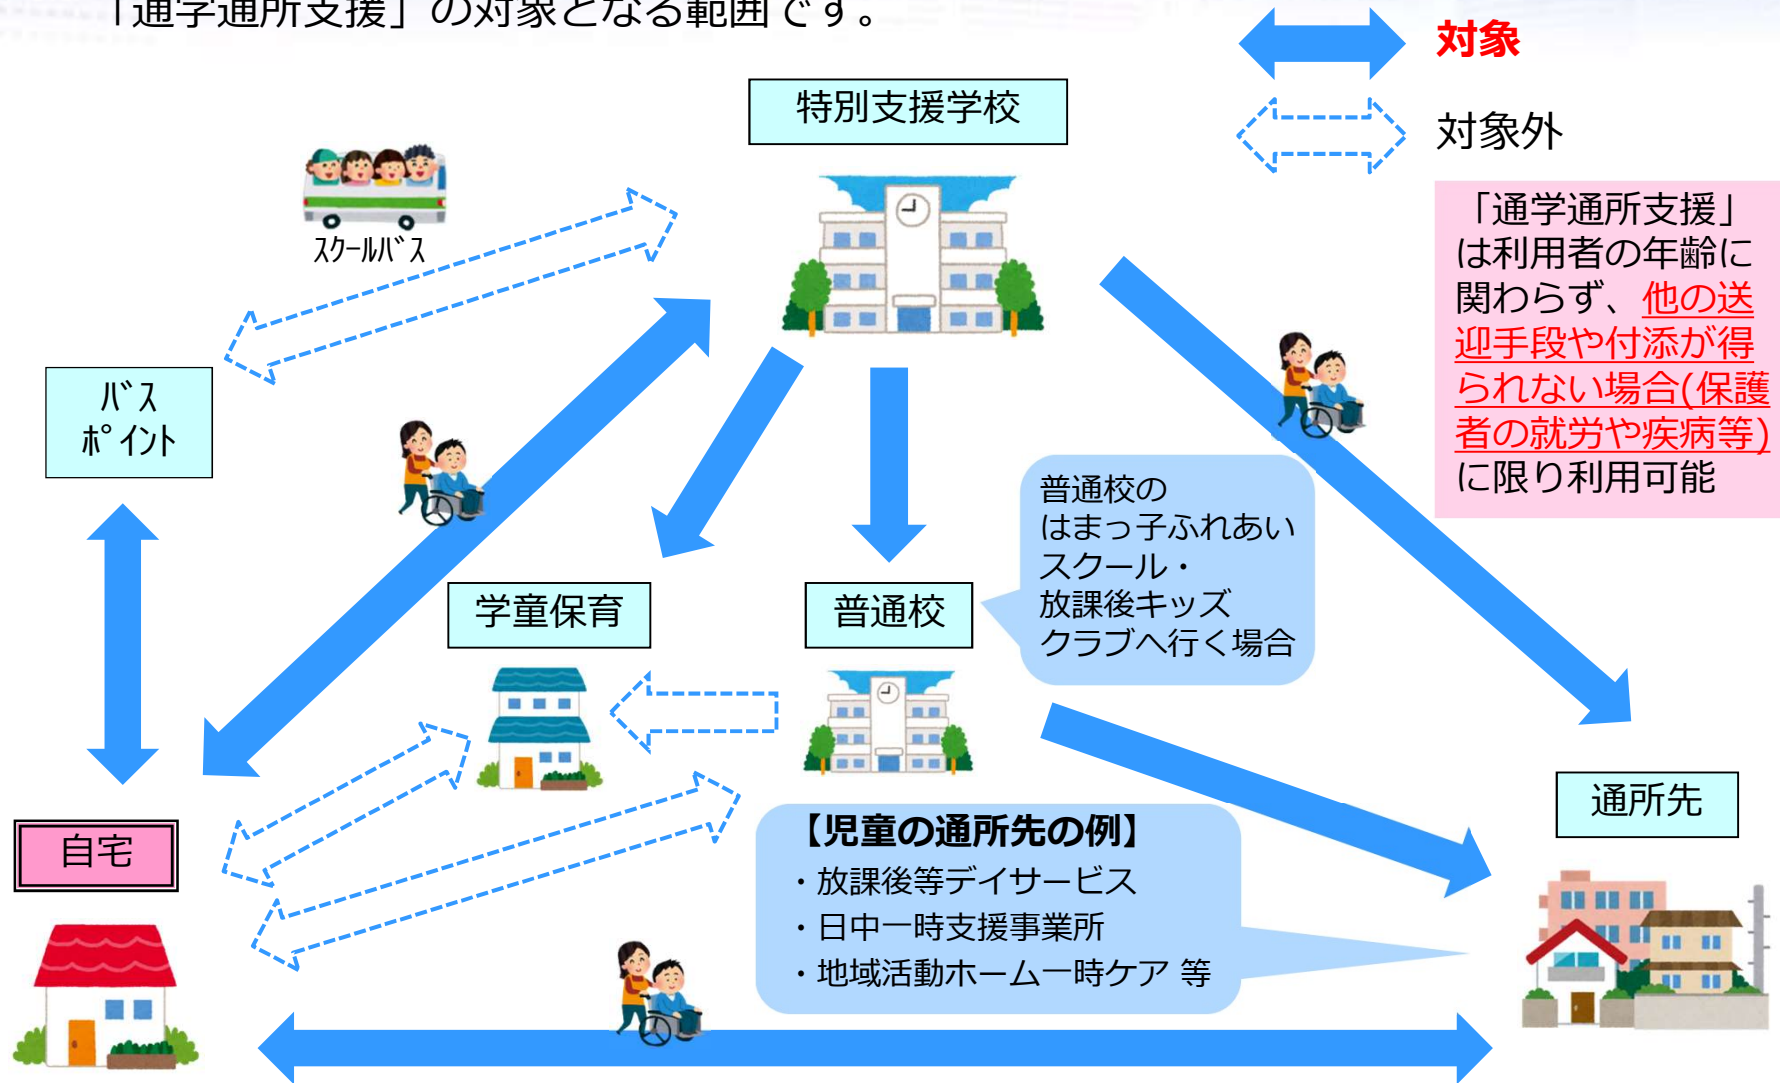 「通学通所支援」の対象となる範囲です。
対象
特別支援学校
対象外
スクールバス
「通学通所支援」
は利用者の年齢に
関わらず、他の送
迎手段や付添が得
られない場合(保護
者の就労や疾病等)
に限り利用可能
バス
ポイント
普通校の
はまっ子ふれあい
スクール・
放課後キッズ
クラブへ行く場合
学童保育
普通校
通所先
自宅
【児童の通所先の例】
・放課後等デイサービス
・日中一時支援事業所
・地域活動ホーム一時ケア 等